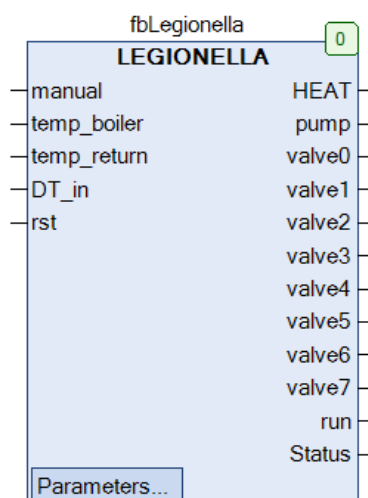 fbLegionella
0
LEGIONELLA
manual HEAT
temp_boiler pump
temp_return valve0
DT_in valve1
rst valve2
valve3
valve4
valve5
valve6
valve7
run
Status
Parameters...